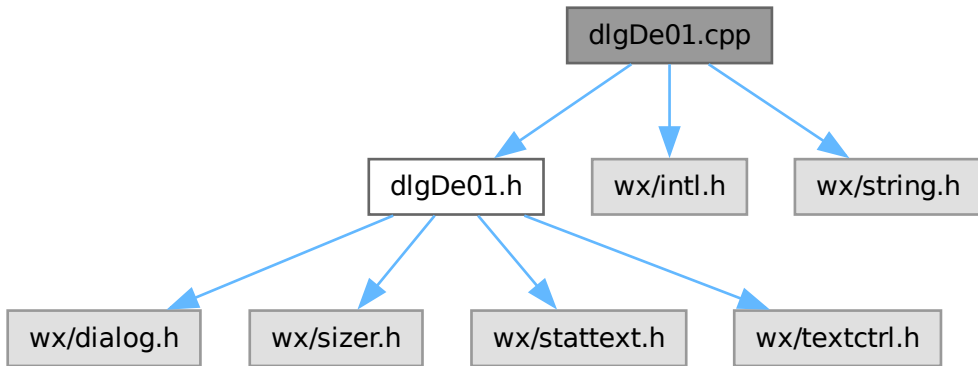 dlgDe01.cpp
dlgDe01.h
wx/intl.h
wx/string.h
wx/dialog.h
wx/sizer.h
wx/stattext.h
wx/textctrl.h